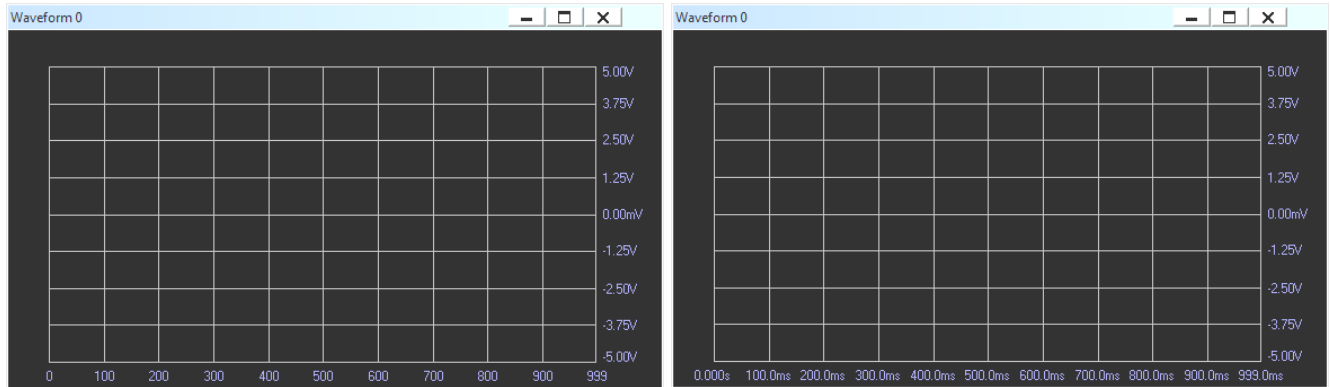 Waveform 0
5.00V
3.75V
2.50V
1.25V
0.00mV
-1.25V
-2.50V
-3.75V
-5.00V
0 100 200 300 400 500 600 700 800 900 999
Waveform 0
5.00V
3.75V
2.50V
1.25V
0.00mV
-1.25V
-2.50V
-3.75V
-5.00V
0.000s 100.0ms 200.0ms 300.0ms 400.0ms 500.0ms 600.0ms 700.0ms 800.0ms 900.0ms 999.0ms